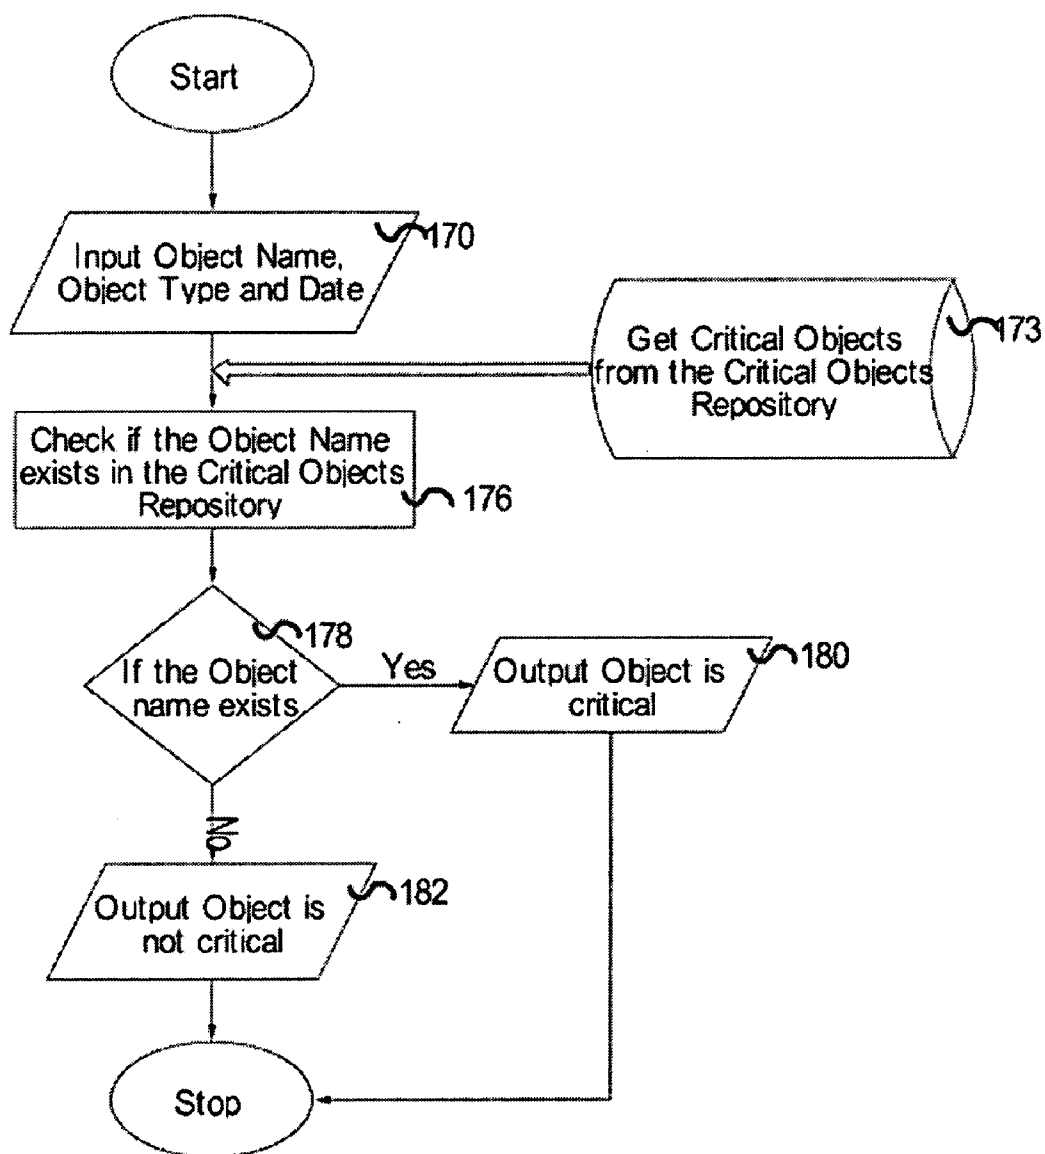 Start
170
Input Object Name,
Object Type and Date
173
Get Critical Objects
from the Critical Objects
Repository
Check if the Object Name
exists in the Critical Objects
Repository
176
178
If the Object
name exists
Yes
180
Output Object is
critical
No
182
Output Object is
not critical
Stop